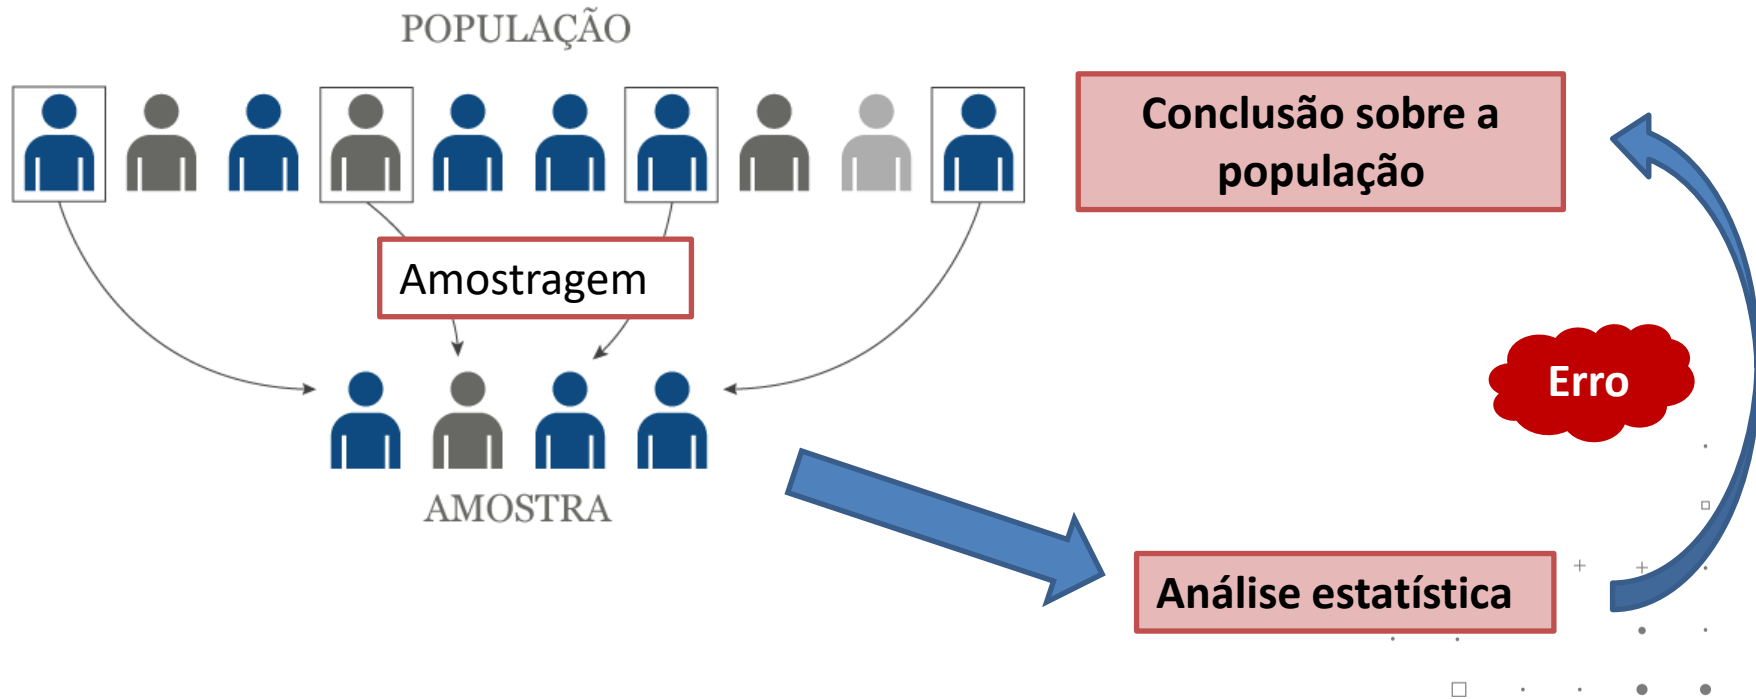 POPULAÇÃO
Conclusão sobre a
população
Amostragem
Erro
AMOSTRA
Análise estatística